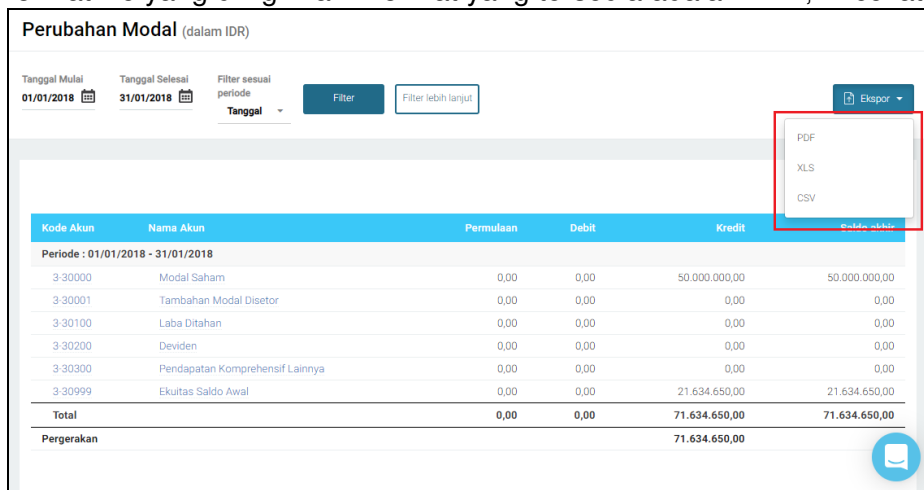 Perubahan Modal (dalam IDR)
Tanggal Mulai Tanggal Selesai Filter sesuai periode
01/01/2018 31/01/2018 Tanggal Filter Filter lebih lanjut Ekspor
PDF
XLS
CSV
Kode Akun Nama Akun Permulaan Debit Kredit Saldo akhir
Periode : 01/01/2018 - 31/01/2018
3-30000 Modal Saham 0,00 0,00 50.000.000,00 50.000.000,00
3-30001 Tambahan Modal Disetor 0,00 0,00 0,00 0,00
3-30100 Laba Ditahan 0,00 0,00 0,00 0,00
3-30200 Deviden 0,00 0,00 0,00 0,00
3-30300 Pendapatan Komprehensif Lainnya 0,00 0,00 0,00 0,00
3-30999 Ekuitas Saldo Awal 0,00 0,00 21.634.650,00 21.634.650,00
Total 0,00 0,00 71.634.650,00 71.634.650,00
Pergerakan 71.634.650,00